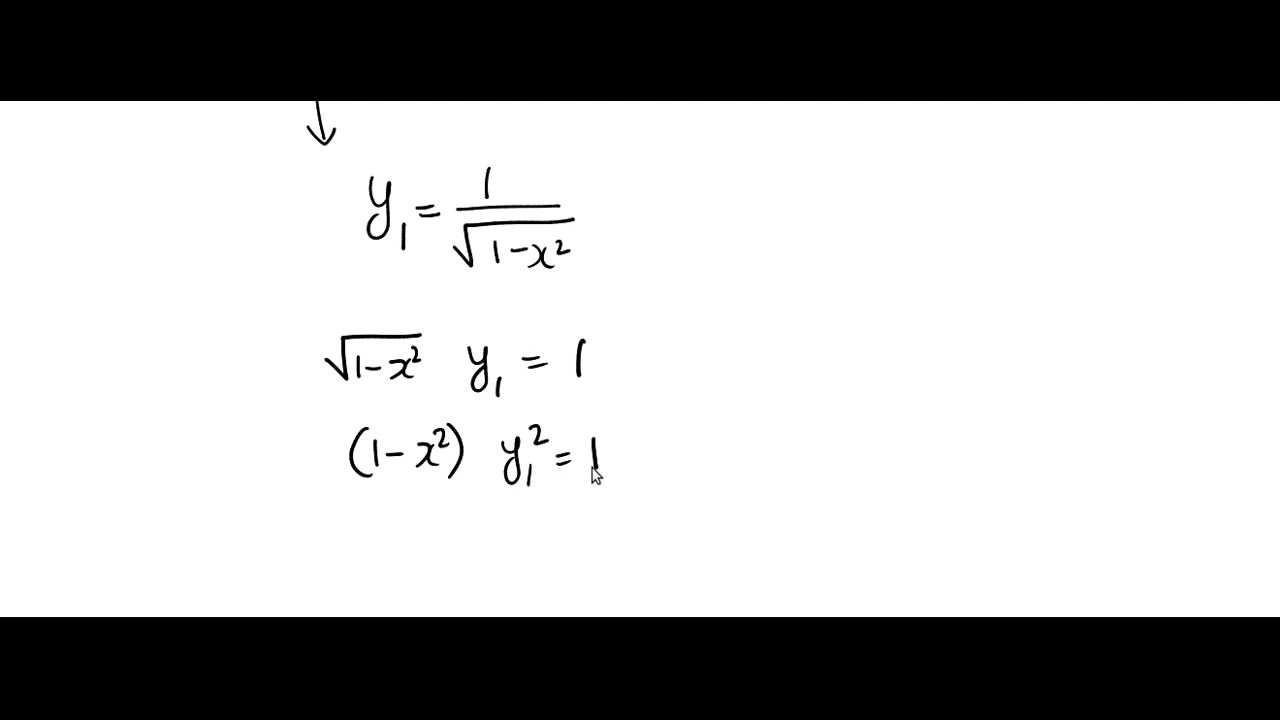 y₁ = 1/√(1-x²)
√(1-x²) y₁ = 1
(1-x²) y₁² = 1